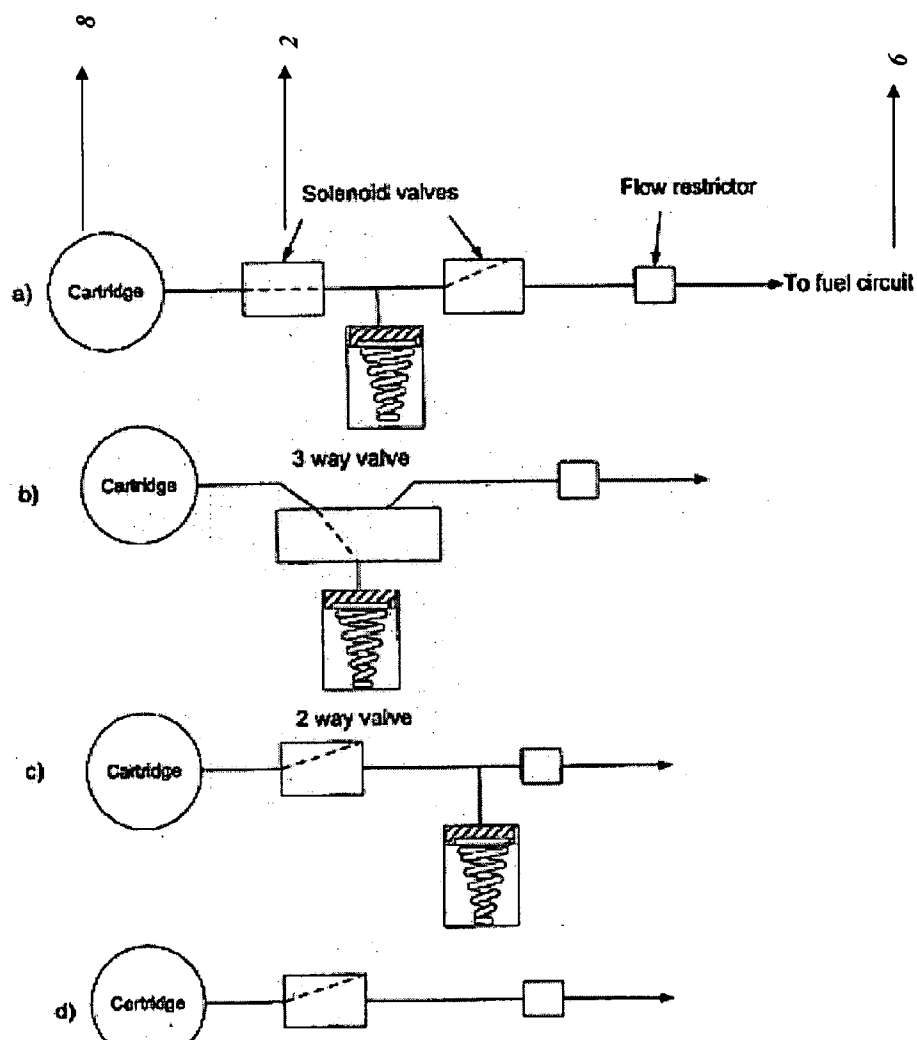 8
2
6
Solenoid valves
Flow restrictor
a)
Cartridge
To fuel circuit
3 way valve
b)
Cartridge
2 way valve
c)
Cartridge
d)
Cartridge